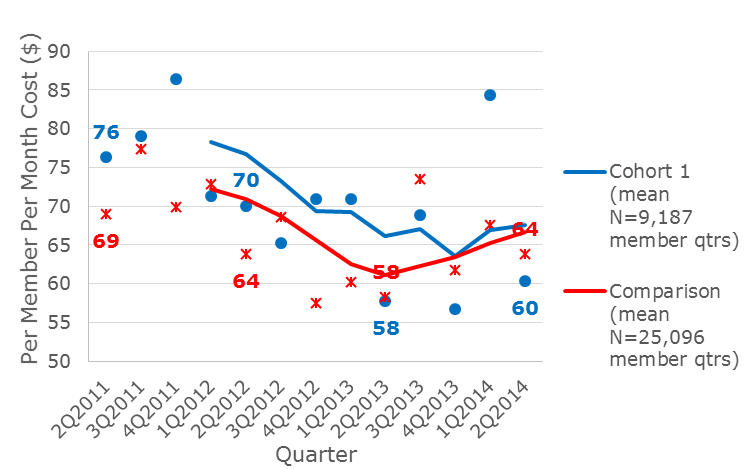 Per Member Per Month Cost ($)
90
85
80
75
70
65
60
55
50
76
69
70
64
58
58
64
60
2Q2011
3Q2011
4Q2011
1Q2012
2Q2012
3Q2012
4Q2012
1Q2013
2Q2013
3Q2013
4Q2013
1Q2014
2Q2014
Quarter
Cohort 1
(mean
N=9,187
member qtrs)
Comparison
(mean
N=25,096
member qtrs)